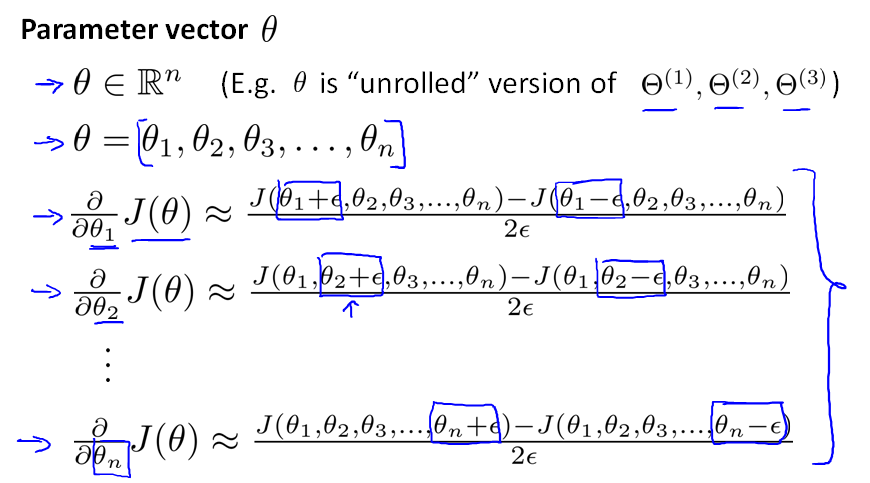 Parameter vector θ
→ θ ∈ ℝⁿ (E.g. θ is “unrolled” version of Θ⁽¹⁾, Θ⁽²⁾, Θ⁽³⁾)
→ θ = [θ₁, θ₂, θ₃, . . . , θₙ]
→ ∂/∂θ₁ J(θ) ≈ (J(θ₁+ϵ,θ₂,θ₃,...,θₙ)−J(θ₁−ϵ,θ₂,θ₃,...,θₙ))/2ϵ
→ ∂/∂θ₂ J(θ) ≈ (J(θ₁,θ₂+ϵ,θ₃,...,θₙ)−J(θ₁,θ₂−ϵ,θ₃,...,θₙ))/2ϵ
⋮
→ ∂/∂θₙ J(θ) ≈ (J(θ₁,θ₂,θ₃,...,θₙ+ϵ)−J(θ₁,θ₂,θ₃,...,θₙ−ϵ))/2ϵ